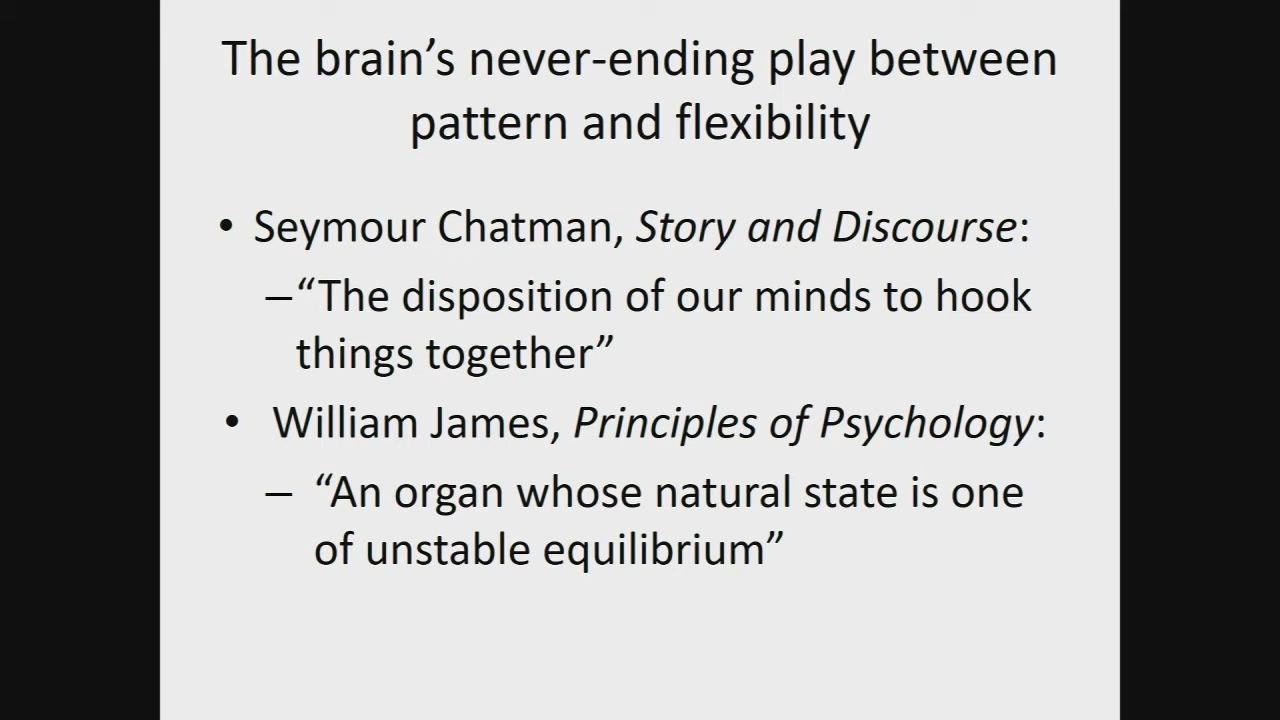 The brain’s never-ending play between
pattern and flexibility
• Seymour Chatman, Story and Discourse:
–“The disposition of our minds to hook
things together”
• William James, Principles of Psychology:
– “An organ whose natural state is one
of unstable equilibrium”